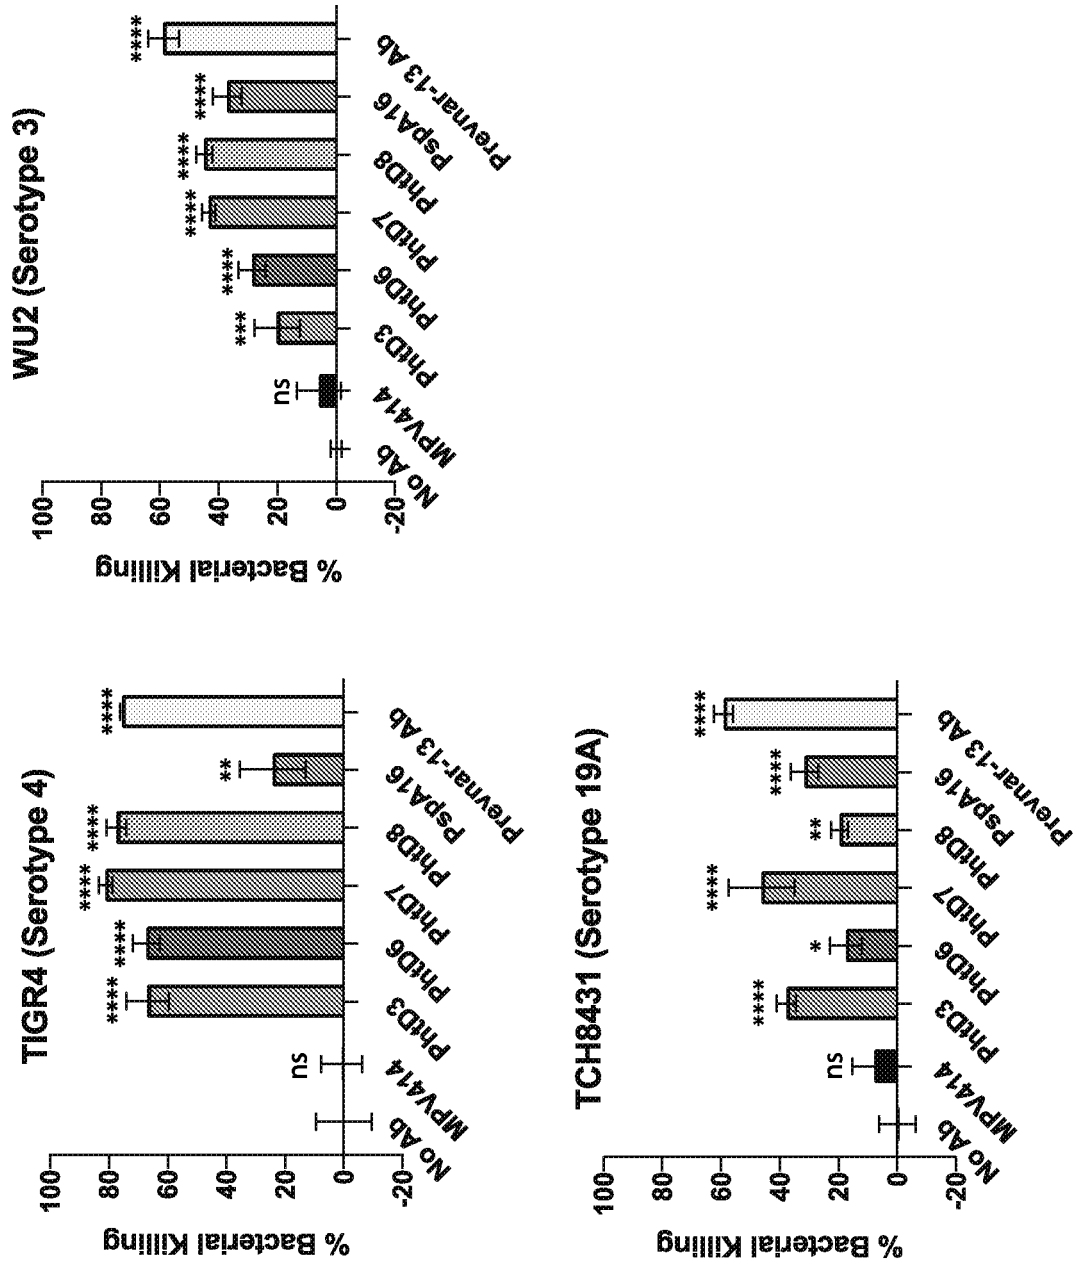 TIGR4 (Serotype 4)
% Bacterial Killing
100
80
60
40
20
0
-20
ns
****
****
****
****
**
****
No Ab
MPV414
PhtD3
PhtD6
PhtD7
PhtD8
PspA16
Prevnar-13 Ab
WU2 (Serotype 3)
% Bacterial Killing
100
80
60
40
20
0
-20
ns
***
****
****
****
****
****
No Ab
MPV414
PhtD3
PhtD6
PhtD7
PhtD8
PspA16
Prevnar-13 Ab
TCH8431 (Serotype 19A)
% Bacterial Killing
100
80
60
40
20
0
-20
ns
****
*
****
**
****
****
No Ab
MPV414
PhtD3
PhtD6
PhtD7
PhtD8
PspA16
Prevnar-13 Ab